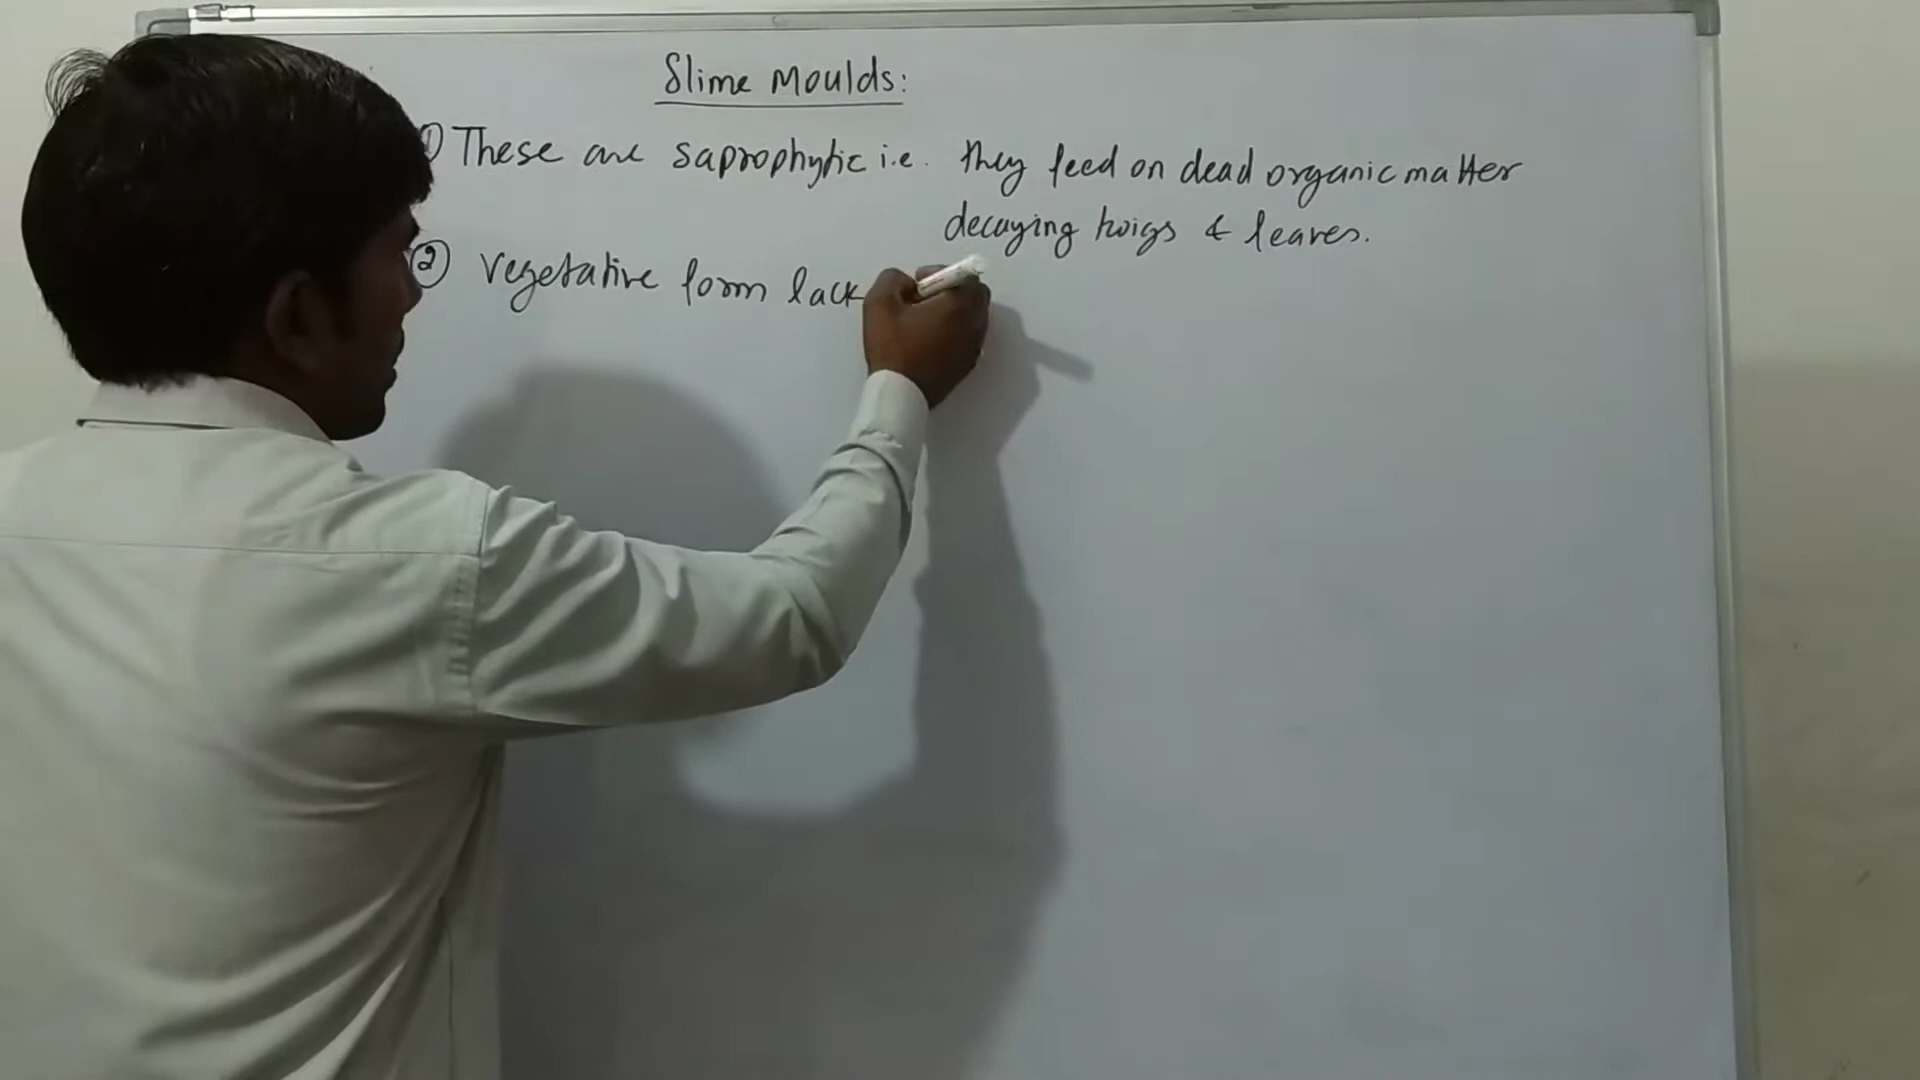 Slime Moulds:
① These are saprophytic i.e. they feed on dead organic matter
decaying twigs & leaves.
② Vegetative form lack